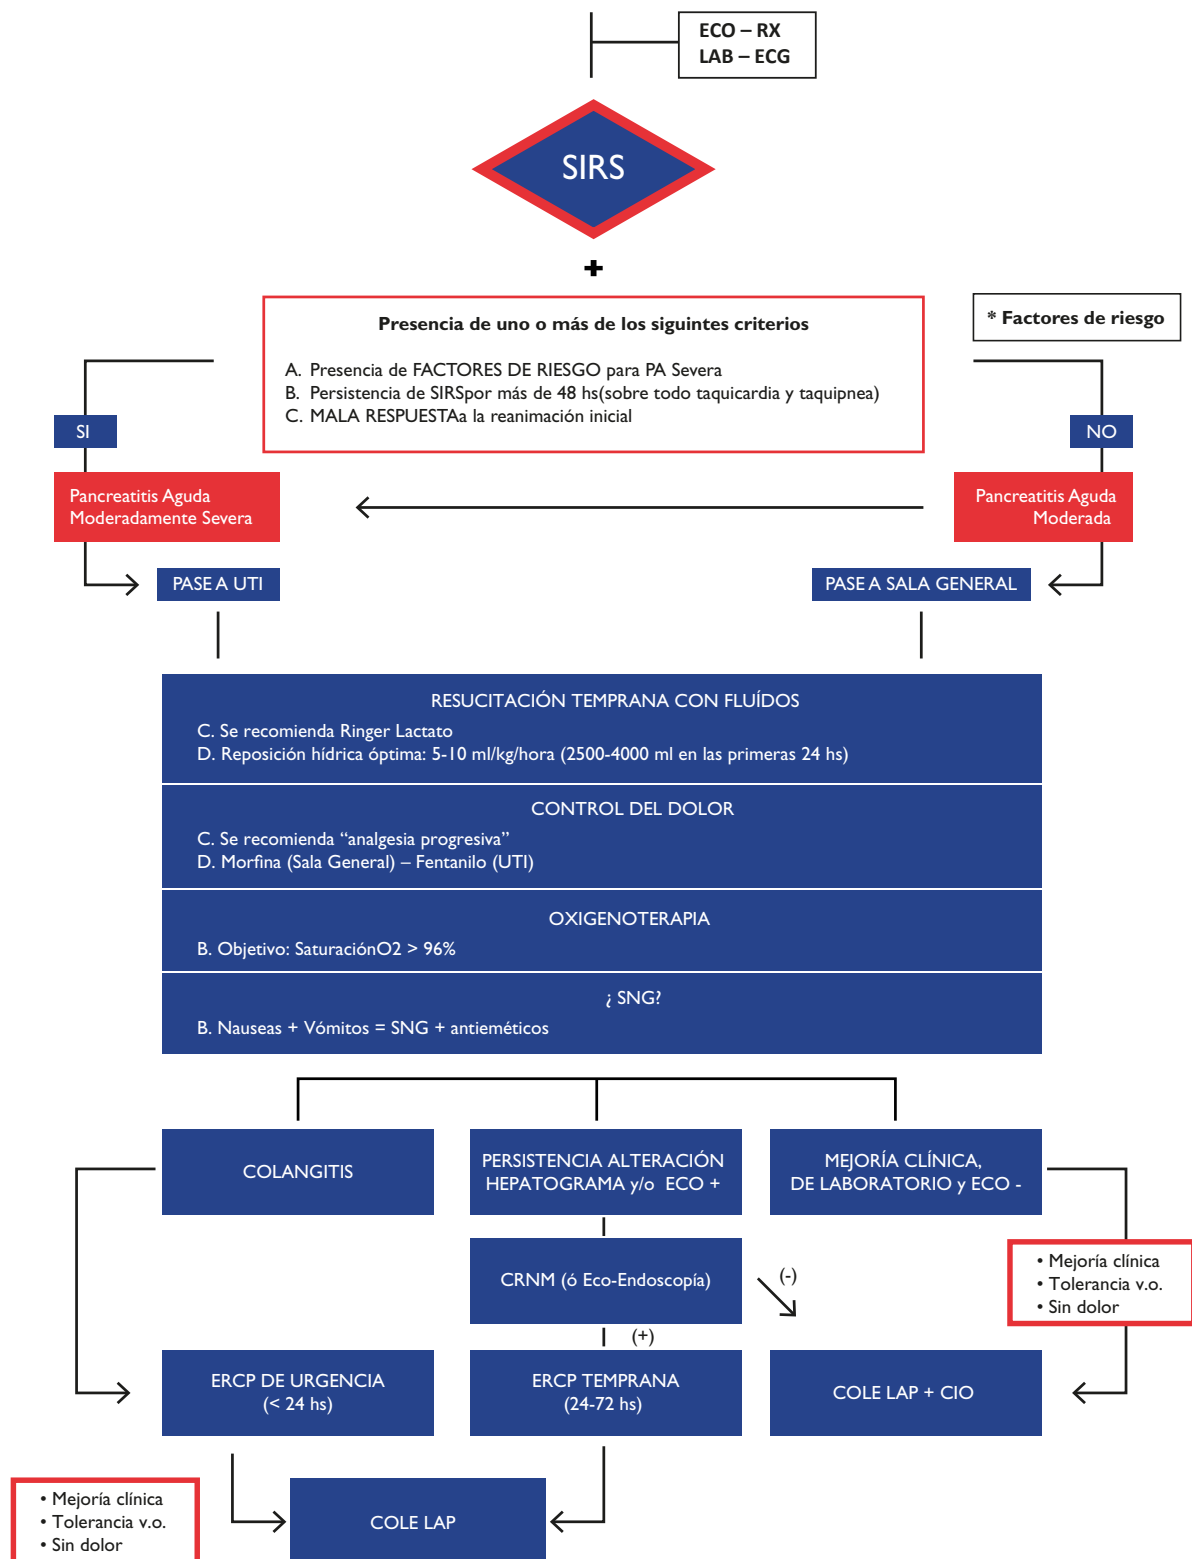 ECO – RX
LAB – ECG
SIRS
+
Presencia de uno o más de los siguintes criterios
A. Presencia de FACTORES DE RIESGO para PA Severa
B. Persistencia de SIRSpor más de 48 hs(sobre todo taquicardia y taquipnea)
C. MALA RESPUESTAa la reanimación inicial
* Factores de riesgo
SI
NO
Pancreatitis Aguda
Moderadamente Severa
Pancreatitis Aguda
Moderada
PASE A UTI
PASE A SALA GENERAL
RESUCITACIÓN TEMPRANA CON FLUÍDOS
C. Se recomienda Ringer Lactato
D. Reposición hídrica óptima: 5-10 ml/kg/hora (2500-4000 ml en las primeras 24 hs)
CONTROL DEL DOLOR
C. Se recomienda “analgesia progresiva”
D. Morfina (Sala General) – Fentanilo (UTI)
OXIGENOTERAPIA
B. Objetivo: SaturaciónO2 > 96%
¿ SNG?
B. Nauseas + Vómitos = SNG + antieméticos
COLANGITIS
PERSISTENCIA ALTERACIÓN
HEPATOGRAMA y/o ECO +
MEJORÍA CLÍNICA,
DE LABORATORIO y ECO -
CRNM (ó Eco-Endoscopía)
(-)
• Mejoría clínica
• Tolerancia v.o.
• Sin dolor
(+)
ERCP DE URGENCIA
(< 24 hs)
ERCP TEMPRANA
(24-72 hs)
COLE LAP + CIO
• Mejoría clínica
• Tolerancia v.o.
• Sin dolor
COLE LAP